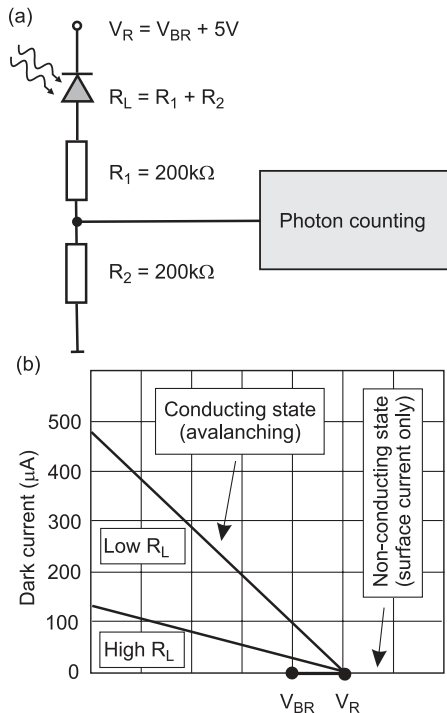 (a)
V_R = V_BR + 5V
R_L = R_1 + R_2
R_1 = 200kΩ
Photon counting
R_2 = 200kΩ
(b)
Dark current (μA)
500
400
300
200
100
0
Conducting state
(avalanching)
Non-conducting state
(surface current only)
Low R_L
High R_L
V_BR
V_R